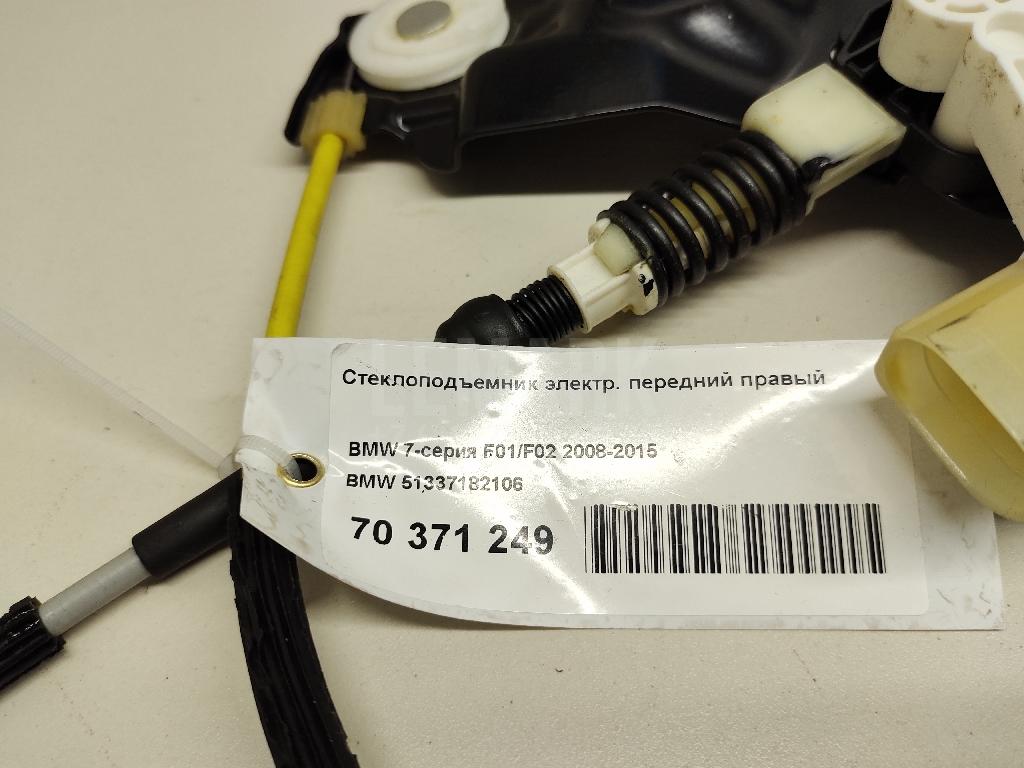 Стеклоподъемник электр. передний правый
BMW 7-серия F01/F02 2008-2015
BMW 51337182106
70 371 249